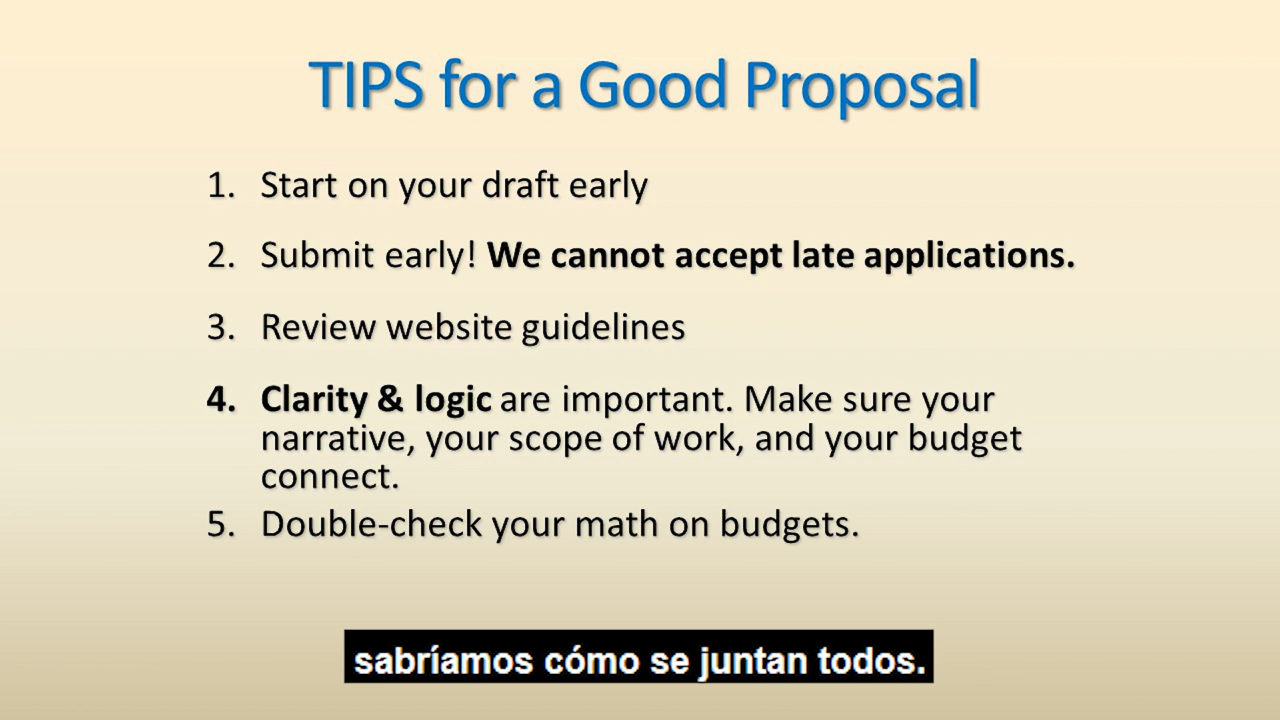 TIPS for a Good Proposal
1. Start on your draft early
2. Submit early! We cannot accept late applications.
3. Review website guidelines
4. Clarity & logic are important. Make sure your
narrative, your scope of work, and your budget
connect.
5. Double-check your math on budgets.
sabríamos cómo se juntan todos.